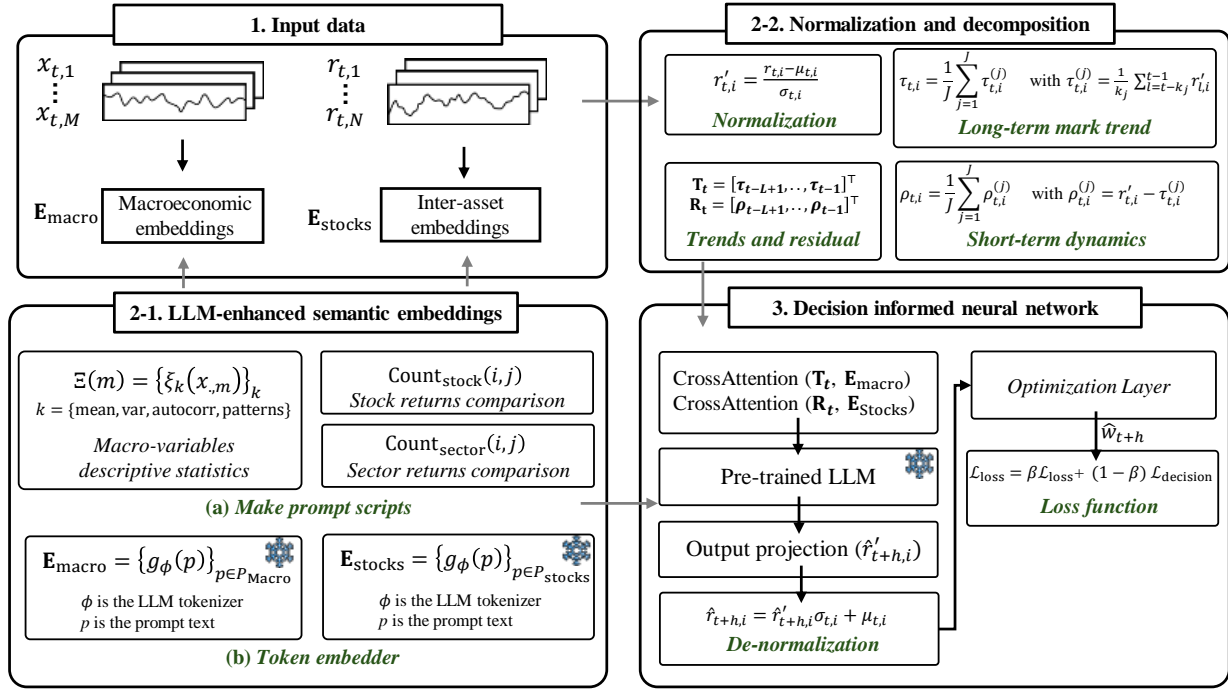 1. Input data
x_{t,1}
⋮
x_{t,M}
r_{t,1}
⋮
r_{t,N}
E_macro
Macroeconomic
embeddings
E_stocks
Inter-asset
embeddings
2-2. Normalization and decomposition
r'_{t,i} = \frac{r_{t,i}-μ_{t,i}}{σ_{t,i}}
Normalization
τ_{t,i} = \frac{1}{J} \sum_{j=1}^{J} τ_{t,i}^{(j)} with τ_{t,i}^{(j)} = \frac{1}{k_j} \sum_{l=t-k_j}^{t-1} r'_{l,i}
Long-term mark trend
T_t = [τ_{t-L+1},..,τ_{t-1}]^⊤
R_t = [ρ_{t-L+1},..,ρ_{t-1}]^⊤
Trends and residual
ρ_{t,i} = \frac{1}{J} \sum_{j=1}^{J} ρ_{t,i}^{(j)} with ρ_{t,i}^{(j)} = r'_{t,i} − τ_{t,i}^{(j)}
Short-term dynamics
2-1. LLM-enhanced semantic embeddings
Ξ(m) = {ξ_k(x_{.,m})}_k
k = {mean, var, autocorr, patterns}
Macro-variables
descriptive statistics
Count_stock(i, j)
Stock returns comparison
Count_sector(i, j)
Sector returns comparison
(a) Make prompt scripts
E_macro = {g_ϕ(p)}_{p∈P_Macro}
ϕ is the LLM tokenizer
p is the prompt text
E_stocks = {g_ϕ(p)}_{p∈P_stocks}
ϕ is the LLM tokenizer
p is the prompt text
(b) Token embedder
3. Decision informed neural network
CrossAttention (T_t, E_macro)
CrossAttention (R_t, E_Stocks)
Pre-trained LLM
Output projection (r̂'_{t+h,i})
r̂_{t+h,i} = r̂'_{t+h,i}σ_{t,i} + μ_{t,i}
De-normalization
Optimization Layer
ŵ_{t+h}
ℒ_loss = βℒ_loss + (1 − β) ℒ_decision
Loss function